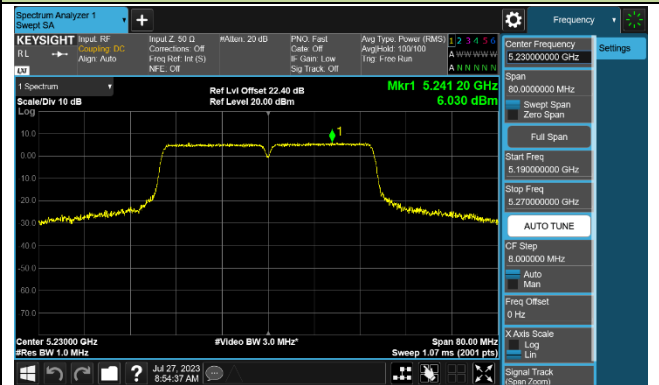 Spectrum Analyzer 1
Swept SA
Frequency
KEYSIGHT
RL
LXI
Input: RF
Coupling: DC
Align: Auto
Input Z: 50 Ω
Corrections: Off
Freq Ref: Int (S)
NFE: Off
#Atten: 20 dB
PNO: Fast
Gate: Off
IF Gain: Low
Sig Track: Off
Avg Type: Power (RMS)
Avg|Hold: 100/100
Trig: Free Run
1 2 3 4 5 6
A W W W W W
A N N N N N
1 Spectrum
Scale/Div 10 dB
Ref Lvl Offset 22.40 dB
Ref Level 20.00 dBm
Mkr1 5.241 20 GHz
6.030 dBm
Log
10.0
0.00
-10.0
-20.0
-30.0
-40.0
-50.0
-60.0
-70.0
1
Center 5.23000 GHz
#Res BW 1.0 MHz
#Video BW 3.0 MHz*
Span 80.00 MHz
Sweep 1.07 ms (2001 pts)
Jul 27, 2023
8:54:37 AM
Center Frequency
5.230000000 GHz
Settings
Span
80.0000000 MHz
Swept Span
Zero Span
Full Span
Start Freq
5.190000000 GHz
Stop Freq
5.270000000 GHz
AUTO TUNE
CF Step
8.000000 MHz
Auto
Man
Freq Offset
0 Hz
X Axis Scale
Log
Lin
Signal Track
(Span Zoom)